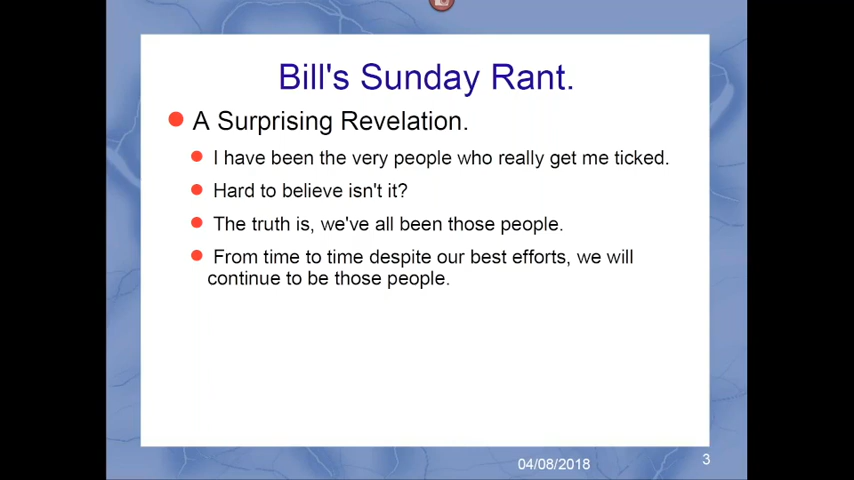 Bill's Sunday Rant.
A Surprising Revelation.
I have been the very people who really get me ticked.
Hard to believe isn't it?
The truth is, we've all been those people.
From time to time despite our best efforts, we will
continue to be those people.
04/08/2018
3